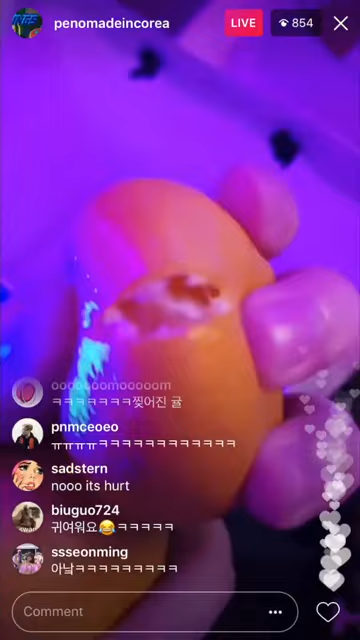 penomadeincorea
LIVE
854
ooooooomooooom
ㅋㅋㅋㅋㅋㅋㅋ찢어진 귤
pnmceoeo
ㅠㅠㅠㅠㅋㅋㅋㅋㅋㅋㅋㅋㅋㅋㅋㅋ
sadstern
nooo its hurt
biuguo724
귀여워요😂ㅋㅋㅋㅋㅋ
ssseonming
아낰ㅋㅋㅋㅋㅋㅋㅋㅋㅋ
Comment